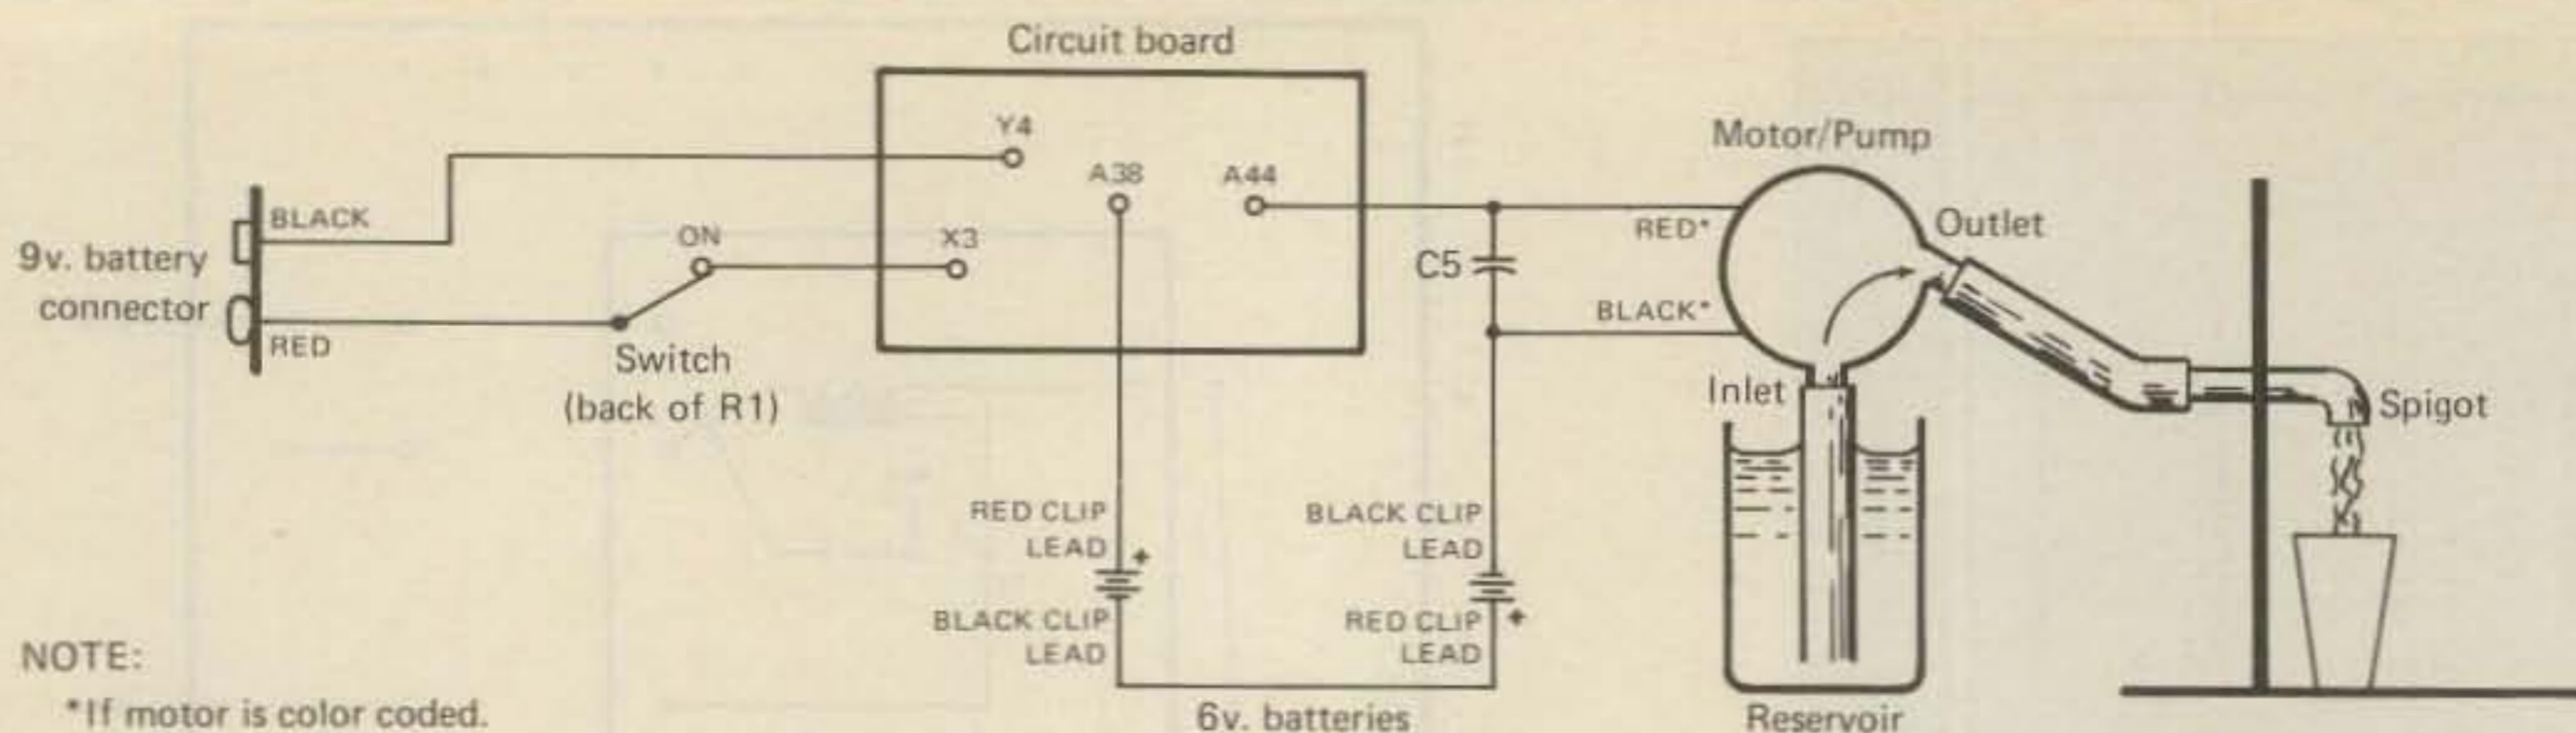 Circuit board
Y4
A38
A44
X3
ON
BLACK
9v. battery
connector
RED
Switch
(back of R1)
C5
RED*
BLACK*
Motor/Pump
Outlet
Inlet
Spigot
RED CLIP
LEAD
+
BLACK CLIP
LEAD
BLACK CLIP
LEAD
RED CLIP
LEAD
+
6v. batteries
Reservoir
NOTE:
*If motor is color coded.